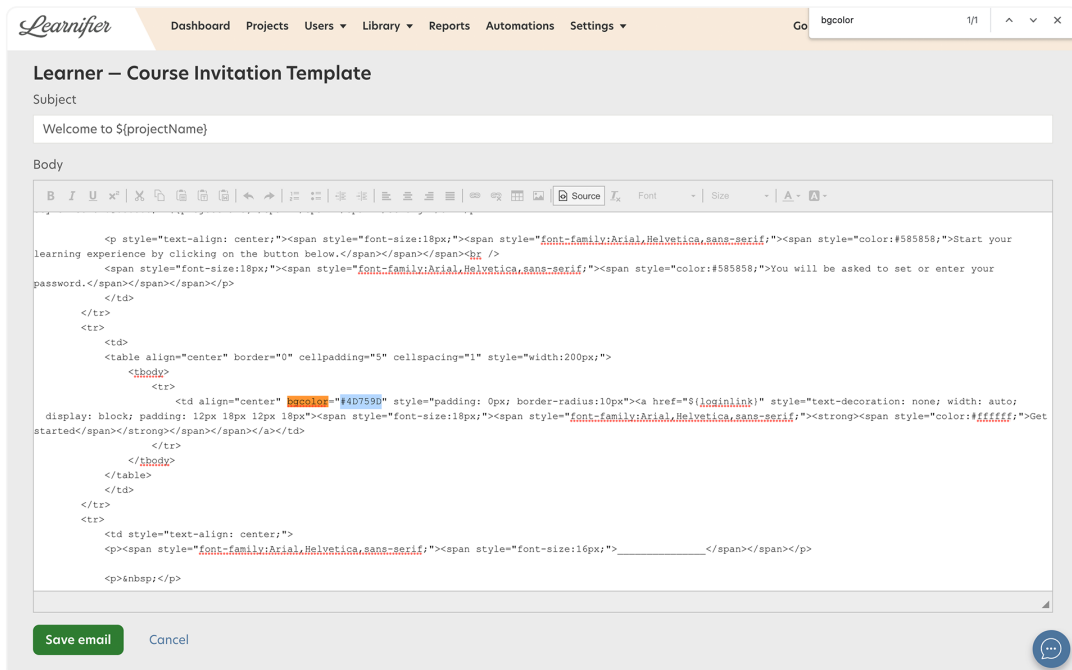 Learnifier
Dashboard Projects Users Library Reports Automations Settings Go
bgcolor 1/1
Learner — Course Invitation Template
Subject
Welcome to ${projectName}
Body
B I U x² Source Font Size A A
<p style="text-align: center;"><span style="font-size:18px;"><span style="font-family:Arial,Helvetica,sans-serif;"><span style="color:#585858;">Start your
learning experience by clicking on the button below.</span></span></span><br />
<span style="font-size:18px;"><span style="font-family:Arial,Helvetica,sans-serif;"><span style="color:#585858;">You will be asked to set or enter your
password.</span></span></span></p>
</td>
</tr>
<tr>
<td>
<table align="center" border="0" cellpadding="5" cellspacing="1" style="width:200px;">
<tbody>
<tr>
<td align="center" bgcolor="#4D759D" style="padding: 0px; border-radius:10px"><a href="${loginlink}" style="text-decoration: none; width: auto;
display: block; padding: 12px 18px 12px 18px"><span style="font-size:18px;"><span style="font-family:Arial,Helvetica,sans-serif;"><strong><span style="color:#ffffff;">Get
started</span></strong></span></span></a></td>
</tr>
</tbody>
</table>
</td>
</tr>
<tr>
<td style="text-align: center;">
<p><span style="font-family:Arial,Helvetica,sans-serif;"><span style="font-size:16px;">_______________</span></span></p>
<p>&nbsp;</p>
Save email Cancel